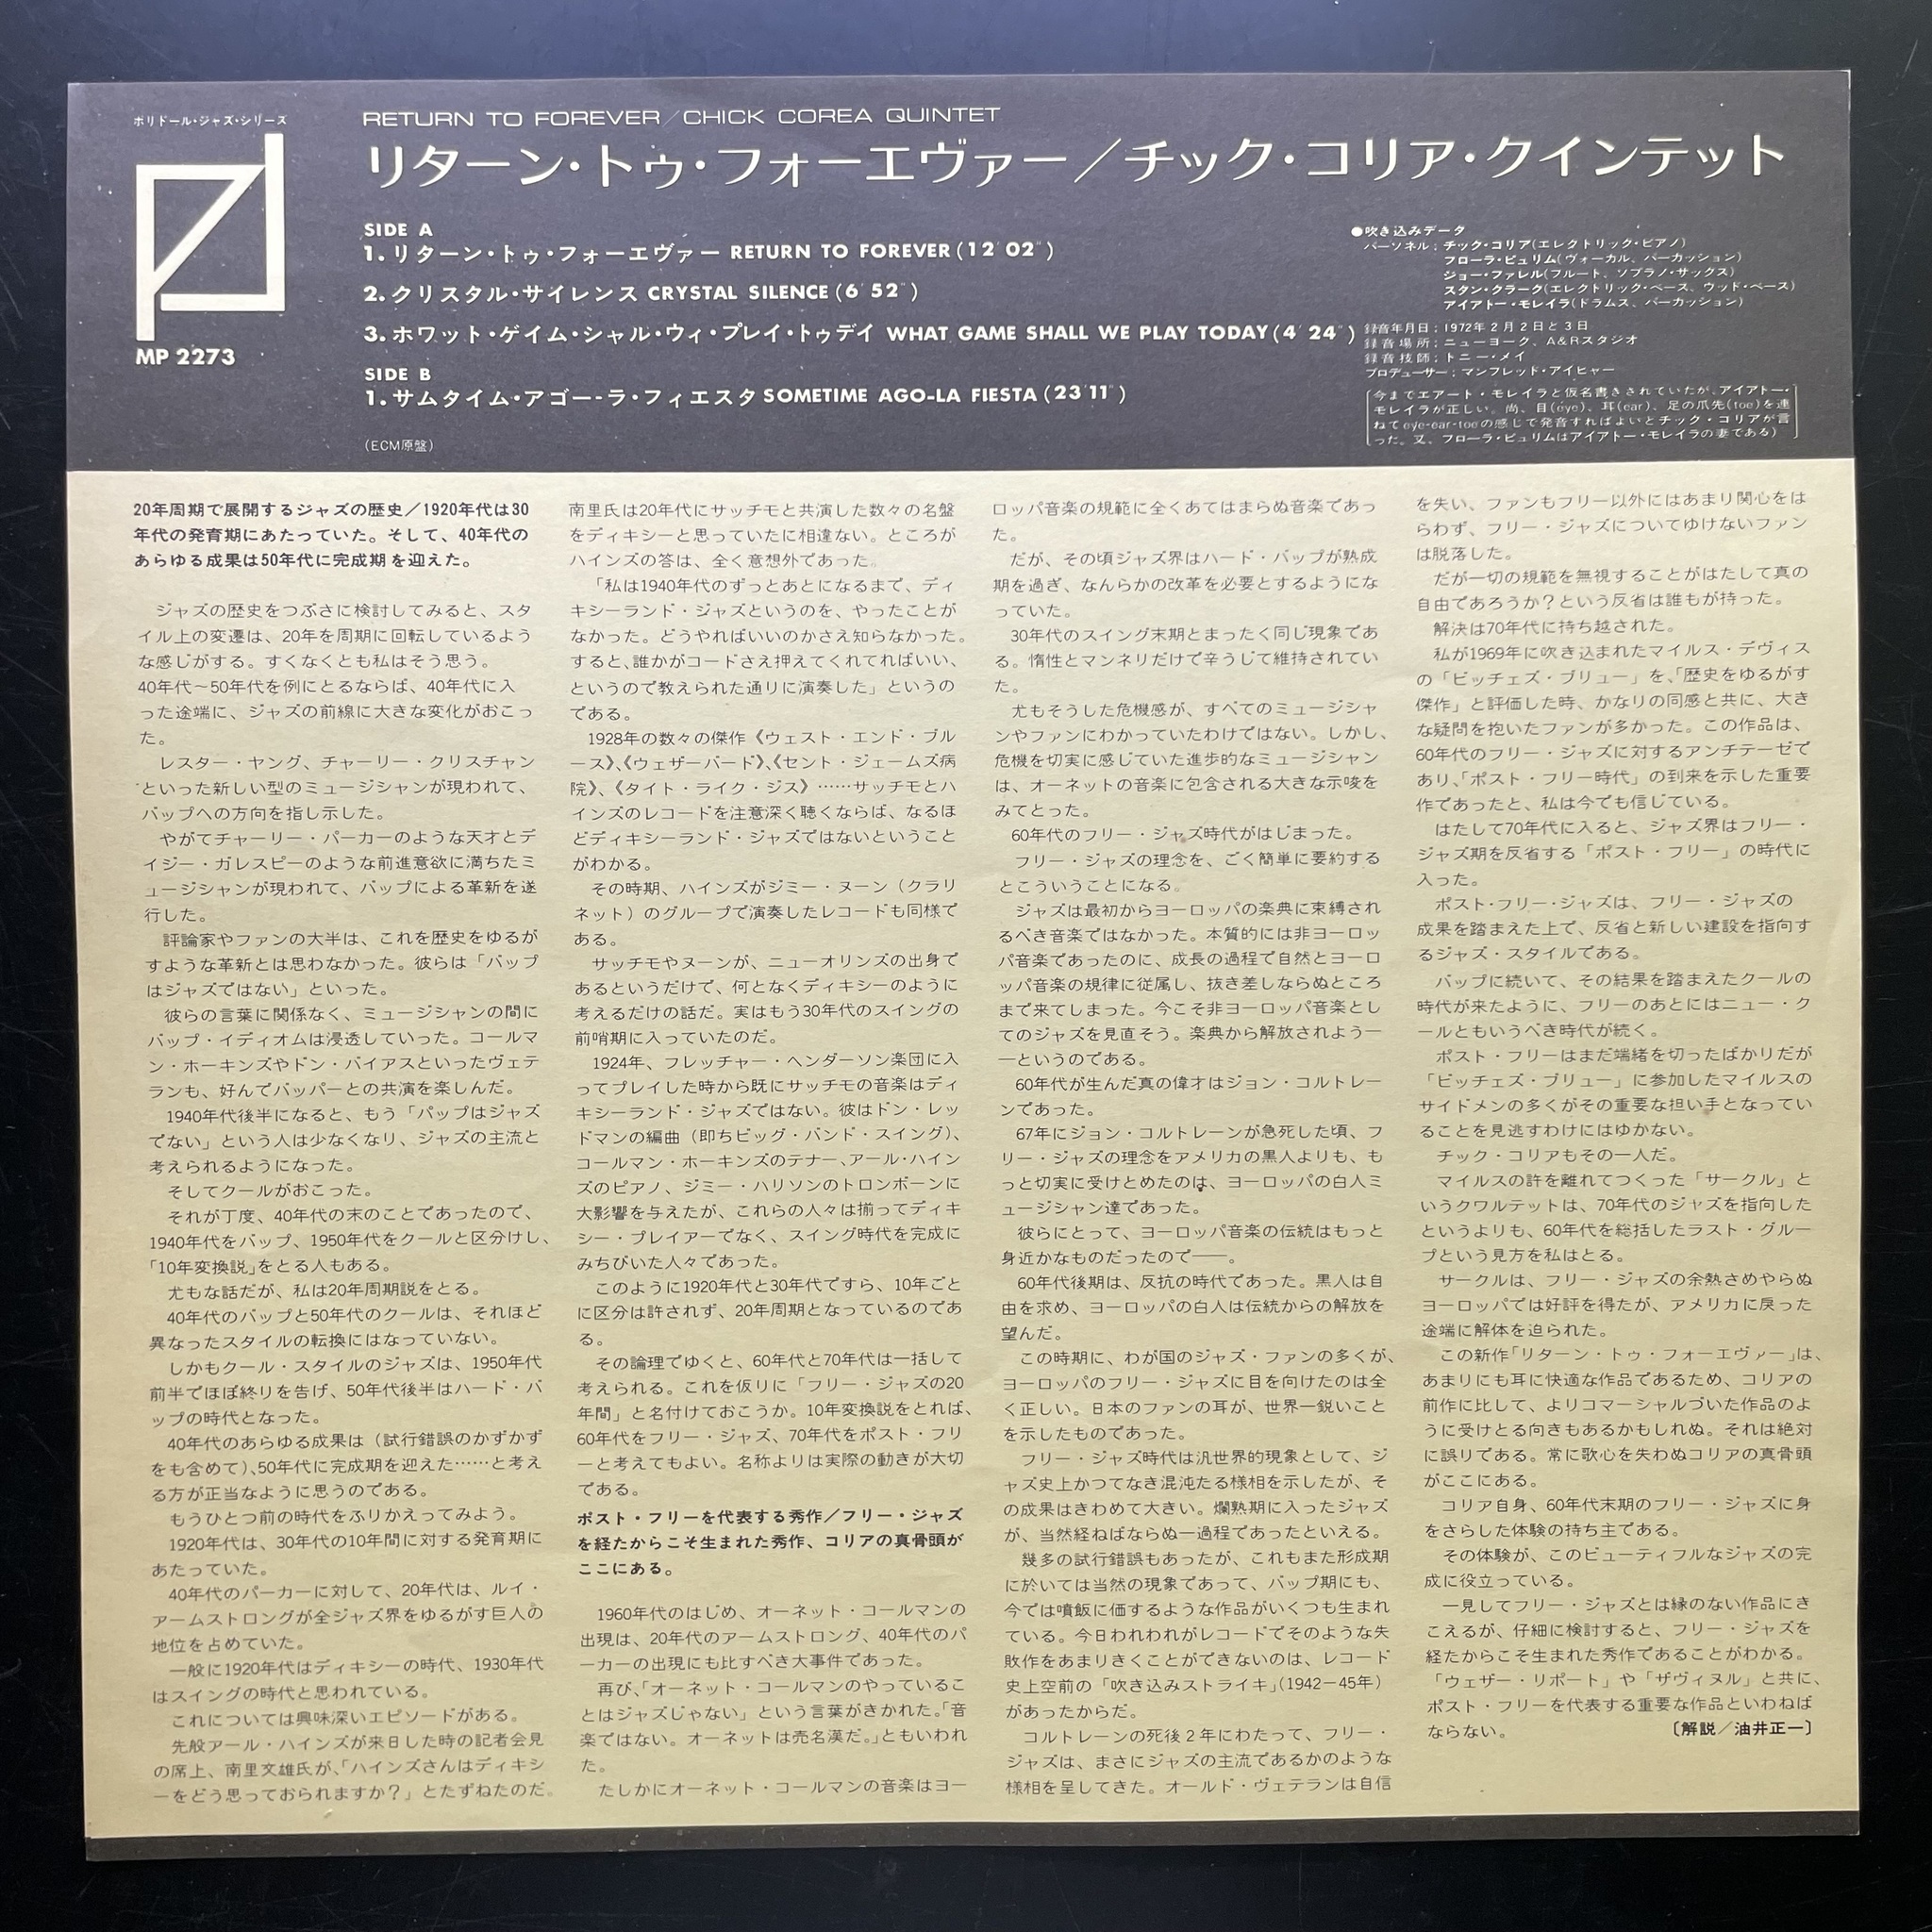 ポリドール・ジャズ・シリーズ
MP 2273
RETURN TO FOREVER/CHICK COREA QUINTET
リターン・トゥ・フォーエヴァー/チック・コリア・クインテット
SIDE A
1. リターン・トゥ・フォーエヴァー RETURN TO FOREVER (12′02″)
2. クリスタル・サイレンス CRYSTAL SILENCE (6′52″)
3. ホワット・ゲイム・シャル・ウィ・プレイ・トゥデイ WHAT GAME SHALL WE PLAY TODAY (4′24″)
SIDE B
1. サムタイム・アゴー-ラ・フィエスタ SOMETIME AGO-LA FIESTA (23′11″)
(ECM原盤)
●吹き込みデータ
パーソネル;チック・コリア(エレクトリック・ピアノ)
フローラ・ピュリム(ヴォーカル、パーカッション)
ジョー・ファレル(フルート、ソプラノ・サックス)
スタン・クラーク(エレクトリック・ベース、ウッド・ベース)
アイアトー・モレイラ(ドラムス、パーカッション)
録音年月日;1972年2月2日と3日
録音場所;ニューヨーク、A&Rスタジオ
録音技師;トニー・メイ
プロデューサー;マンフレッド・アイヒャー
(今までエアート・モレイラと仮名書きされていたが、アイアトー・
モレイラが正しい。尚、目(eye)、耳(ear)、足の爪先(toe)を連
ねてeye-ear-toeの感じで発音すればよいとチック・コリアが言
った。又、フローラ・ピュリムはアイアトー・モレイラの妻である)
20年周期で展開するジャズの歴史/1920年代は30
年代の発育期にあたっていた。そして、40年代の
あらゆる成果は50年代に完成期を迎えた。
ジャズの歴史をつぶさに検討してみると、スタ
イル上の変遷は、20年を周期に回転しているよう
な感じがする。すくなくとも私はそう思う。
40年代~50年代を例にとるならば、40年代に入
った途端に、ジャズの前線に大きな変化がおこっ
た。
レスター・ヤング、チャーリー・クリスチャン
といった新しい型のミュージシャンが現われて、
バップへの方向を指し示した。
やがてチャーリー・パーカーのような天才とデ
イジー・ガレスピーのような前進意欲に満ちたミ
ュージシャンが現われて、バップによる革新を遂
行した。
評論家やファンの大半は、これを歴史をゆるが
すような革新とは思わなかった。彼らは「バップ
はジャズではない」といった。
彼らの言葉に関係なく、ミュージシャンの間に
バップ・イディオムは浸透していった。コールマ
ン・ホーキンズやドン・バイアスといったヴェテ
ランも、好んでバッパーとの共演を楽しんだ。
1940年代後半になると、もう「バップはジャズ
でない」という人は少なくなり、ジャズの主流と
考えられるようになった。
そしてクールがおこった。
それが丁度、40年代の末のことであったので、
1940年代をバップ、1950年代をクールと区分けし、
「10年変換説」をとる人もある。
尤もな話だが、私は20年周期説をとる。
40年代のバップと50年代のクールは、それほど
異なったスタイルの転換にはなっていない。
しかもクール・スタイルのジャズは、1950年代
前半でほぼ終りを告げ、50年代後半はハード・バ
ップの時代となった。
40年代のあらゆる成果は(試行錯誤のかずかず
をも含めて)、50年代に完成期を迎えた……と考え
る方が正当なように思うのである。
もうひとつ前の時代をふりかえってみよう。
1920年代は、30年代の10年間に対する発育期に
あたっていた。
40年代のパーカーに対して、20年代は、ルイ・
アームストロングが全ジャズ界をゆるがす巨人の
地位を占めていた。
一般に1920年代はディキシーの時代、1930年代
はスイングの時代と思われている。
これについては興味深いエピソードがある。
先般アール・ハインズが来日した時の記者会見
の席上、南里文雄氏が、「ハインズさんはディキシ
ーをどう思っておられますか?」とたずねたのだ。
南里氏は20年代にサッチモと共演した数々の名盤
をディキシーと思っていたに相違ない。ところが
ハインズの答は、全く意想外であった。
「私は1940年代のずっとあとになるまで、ディ
キシーランド・ジャズというのを、やったことが
なかった。どうやればいいのかさえ知らなかった。
すると、誰かがコードさえ押えてくれてればいい、
というので教えられた通りに演奏した」というの
である。
1928年の数々の傑作《ウェスト・エンド・ブル
ース》、《ウェザーバード》、《セント・ジェームズ病
院》、《タイト・ライク・ジス》……サッチモとハ
インズのレコードを注意深く聴くならば、なるほ
どディキシーランド・ジャズではないということ
がわかる。
その時期、ハインズがジミー・ヌーン(クラリ
ネット)のグループで演奏したレコードも同様で
ある。
サッチモやヌーンが、ニューオリンズの出身で
あるというだけで、何となくディキシーのように
考えるだけの話だ。実はもう30年代のスイングの
前哨期に入っていたのだ。
1924年、フレッチャー・ヘンダーソン楽団に入
ってプレイした時から既にサッチモの音楽はディ
キシーランド・ジャズではない。彼はドン・レッ
ドマンの編曲(即ちビッグ・バンド・スイング)、
コールマン・ホーキンズのテナー、アール・ハイン
ズのピアノ、ジミー・ハリソンのトロンボーンに
大影響を与えたが、これらの人々は揃ってディキ
シー・プレイアーでなく、スイング時代を完成に
みちびいた人々であった。
このように1920年代と30年代ですら、10年ごと
に区分は許されず、20年周期となっているのであ
る。
その論理でゆくと、60年代と70年代は一括して
考えられる。これを仮りに「フリー・ジャズの20
年間」と名付けておこうか。10年変換説をとれば、
60年代をフリー・ジャズ、70年代をポスト・フリ
ーと考えてもよい。名称よりは実際の動きが大切
である。
ポスト・フリーを代表する秀作/フリー・ジャズ
を経たからこそ生まれた秀作、コリアの真骨頭が
ここにある。
1960年代のはじめ、オーネット・コールマンの
出現は、20年代のアームストロング、40年代のパ
ーカーの出現にも比すべき大事件であった。
再び、「オーネット・コールマンのやっているこ
とはジャズじゃない」という言葉がきかれた。「音
楽ではない。オーネットは売名漢だ。」ともいわれ
た。
たしかにオーネット・コールマンの音楽はヨー
ロッパ音楽の規範に全くあてはまらぬ音楽であっ
た。
だが、その頃ジャズ界はハード・バップが熟成
期を過ぎ、なんらかの改革を必要とするようにな
っていた。
30年代のスイング末期とまったく同じ現象であ
る。惰性とマンネリだけで辛うじて維持されてい
た。
尤もそうした危機感が、すべてのミュージシャ
ンやファンにわかっていたわけではない。しかし、
危機を切実に感じていた進歩的なミュージシャン
は、オーネットの音楽に包含される大きな示唆を
みてとった。
60年代のフリー・ジャズ時代がはじまった。
フリー・ジャズの理念を、ごく簡単に要約する
とこういうことになる。
ジャズは最初からヨーロッパの楽典に束縛され
るべき音楽ではなかった。本質的には非ヨーロッ
パ音楽であったのに、成長の過程で自然とヨーロ
ッパ音楽の規律に従属し、抜き差しならぬところ
まで来てしまった。今こそ非ヨーロッパ音楽とし
てのジャズを見直そう。楽典から解放されよう―
―というのである。
60年代が生んだ真の偉才はジョン・コルトレー
ンであった。
67年にジョン・コルトレーンが急死した頃、フ
リー・ジャズの理念をアメリカの黒人よりも、も
っと切実に受けとめたのは、ヨーロッパの白人ミ
ュージシャン達であった。
彼らにとって、ヨーロッパ音楽の伝統はもっと
身近かなものだったので――。
60年代後期は、反抗の時代であった。黒人は自
由を求め、ヨーロッパの白人は伝統からの解放を
望んだ。
この時期に、わが国のジャズ・ファンの多くが、
ヨーロッパのフリー・ジャズに目を向けたのは全
く正しい。日本のファンの耳が、世界一鋭いこと
を示したものであった。
フリー・ジャズ時代は汎世界的現象として、ジ
ャズ史上かつてなき混沌たる様相を示したが、そ
の成果はきわめて大きい。爛熟期に入ったジャズ
が、当然経ねばならぬ一過程であったといえる。
幾多の試行錯誤もあったが、これもまた形成期
に於いては当然の現象であって、バップ期にも、
今では噴飯に価するような作品がいくつも生まれ
ている。今日われわれがレコードでそのような失
敗作をあまりきくことができないのは、レコード
史上空前の「吹き込みストライキ」(1942-45年)
があったからだ。
コルトレーンの死後2年にわたって、フリー・
ジャズは、まさにジャズの主流であるかのような
様相を呈してきた。オールド・ヴェテランは自信
を失い、ファンもフリー以外にはあまり関心をは
らわず、フリー・ジャズについてゆけないファン
は脱落した。
だが一切の規範を無視することがはたして真の
自由であろうか?という反省は誰もが持った。
解決は70年代に持ち越された。
私が1969年に吹き込まれたマイルス・デヴィス
の「ビッチェズ・ブリュー」を、「歴史をゆるがす
傑作」と評価した時、かなりの同感と共に、大き
な疑問を抱いたファンが多かった。この作品は、
60年代のフリー・ジャズに対するアンチテーゼで
あり、「ポスト・フリー時代」の到来を示した重要
作であったと、私は今でも信じている。
はたして70年代に入ると、ジャズ界はフリー・
ジャズ期を反省する「ポスト・フリー」の時代に
入った。
ポスト・フリー・ジャズは、フリー・ジャズの
成果を踏まえた上で、反省と新しい建設を指向す
るジャズ・スタイルである。
バップに続いて、その結果を踏まえたクールの
時代が来たように、フリーのあとにはニュー・ク
ールともいうべき時代が続く。
ポスト・フリーはまだ端緒を切ったばかりだが
「ビッチェズ・ブリュー」に参加したマイルスの
サイドメンの多くがその重要な担い手となってい
ることを見逃すわけにはゆかない。
チック・コリアもその一人だ。
マイルスの許を離れてつくった「サークル」と
いうクワルテットは、70年代のジャズを指向した
というよりも、60年代を総括したラスト・グルー
プという見方を私はとる。
サークルは、フリー・ジャズの余熱さめやらぬ
ヨーロッパでは好評を得たが、アメリカに戻った
途端に解体を迫られた。
この新作「リターン・トゥ・フォーエヴァー」は、
あまりにも耳に快適な作品であるため、コリアの
前作に比して、よりコマーシャルづいた作品のよ
うに受けとる向きもあるかもしれぬ。それは絶対
に誤りである。常に歌心を失わぬコリアの真骨頭
がここにある。
コリア自身、60年代末期のフリー・ジャズに身
をさらした体験の持ち主である。
その体験が、このビューティフルなジャズの完
成に役立っている。
一見してフリー・ジャズとは縁のない作品にき
こえるが、仔細に検討すると、フリー・ジャズを
経たからこそ生まれた秀作であることがわかる。
「ウェザー・リポート」や「ザヴィヌル」と共に、
ポスト・フリーを代表する重要な作品といわねば
ならない。
〔解説/油井正一〕